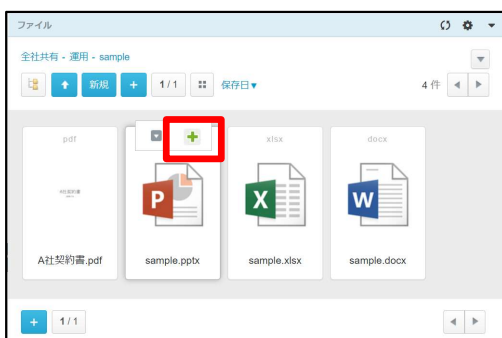 ファイル
全社共有 - 運用 - sample
新規 + 1/1 保存日▼ 4 件
pdf xlsx docx
A社契約書.pdf sample.pptx sample.xlsx sample.docx
+ 1/1